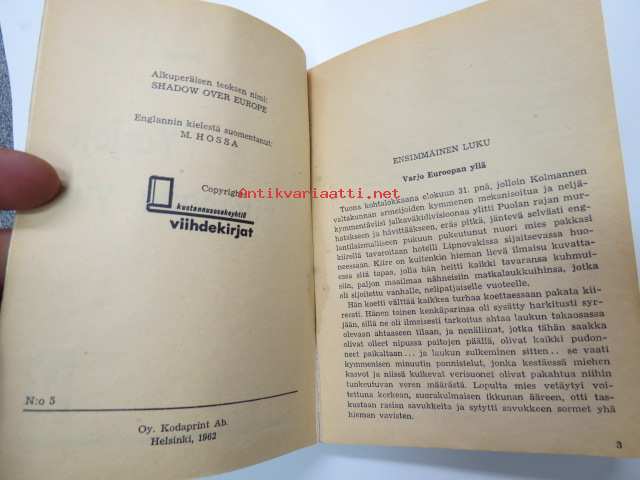 Alkuperäisen teoksen nimi:
SHADOW OVER EUROPE
Englannin kielestä suomentanut:
M. HOSSA
Copyright
kustannusosakeyhtiö
viihdekirjat
N:o 5
Oy. Kodaprint Ab.
Helsinki, 1962
Antikvariaatti.net
ENSIMMÄINEN LUKU
Varjo Euroopan yllä
Tuona kohtalokkaana elokuun 31. pnä, jolloin Kolmannen
valtakunnan armeijoiden kymmenen mekanisoitua ja neljä-
kymmentäviisi jalkaväkidivisioonaa ylitti Puolan rajan mur-
hatakseen ja hävittääkseen, eräs pitkä, jäntevä selvästi eng-
lantilaismalliseen pukuun pukeutunut nuori mies pakkasi
kiirellä tavaroitaan hotelli Lipnovakissa sijaitsevassa huo-
neessaan. Kiire on kuitenkin hieman lievä ilmaisu kuvatta-
essa sitä tapaa, jolla hän heitti kaikki tavaransa kuhmui-
siin, paljon maailmaa nähneisiin matkalaukkuihinsa, jotka
oli sijoitettu vanhalle, nelipatjaiselle vuoteelle.
Hän koetti välttää kaikkea turhaa koettaessaan pakata kii-
reesti. Hänen toinen kenkäparinsa oli sysätty harkitusti syr-
jään, sillä ne oli ilmeisesti tarkoitus ahtaa laukun takaosassa
olevaan ahtaaseen tilaan, ja nenäliinat, jotka tähän saakka
olivat olleet nipussa paitojen päällä, olivat kaikki pudon-
neet paikaltaan ... ja laukun sulkeminen sitten ... se vaati
kymmenisen minuutin ponnistelut, jonka kestäessä miehen
kasvot ja niissä kulkevat verisuonet olivat pakahtua niihin
tunkeutuvan veren määrästä. Lopulta mies vetäytyi voi-
tettuna korkean, suorakulmaisen ikkunan ääreen, otti tas-
kustaan rasian savukkeita ja sytytti savukkeen sormet yhä
hieman vavisten.
3